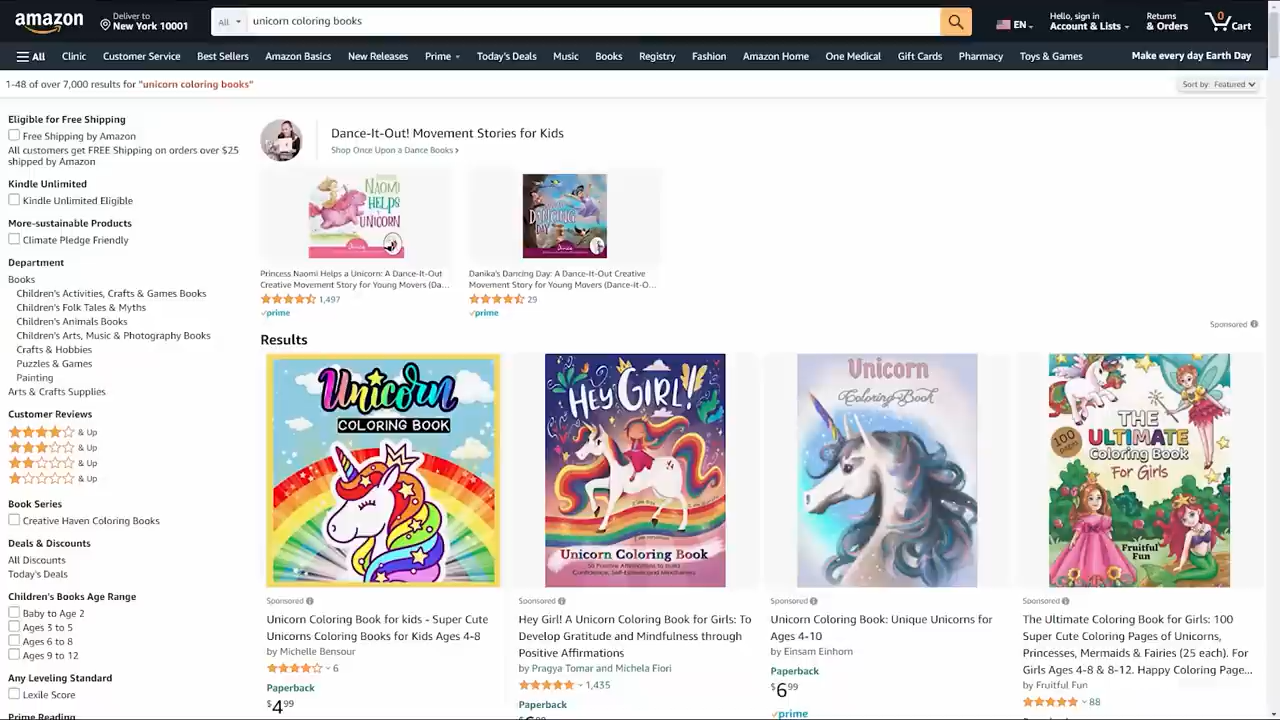 amazon
Deliver to
New York 10001
All
unicorn coloring books
EN
Hello, sign in
Account & Lists
Returns
& Orders
0
Cart
All
Clinic
Customer Service
Best Sellers
Amazon Basics
New Releases
Prime
Today's Deals
Music
Books
Registry
Fashion
Amazon Home
One Medical
Gift Cards
Pharmacy
Toys & Games
Make every day Earth Day
1-48 of over 7,000 results for "unicorn coloring books"
Sort by: Featured
Eligible for Free Shipping
Free Shipping by Amazon
All customers get FREE Shipping on orders over $25
shipped by Amazon
Kindle Unlimited
Kindle Unlimited Eligible
More-sustainable Products
Climate Pledge Friendly
Department
Books
Children's Activities, Crafts & Games Books
Children's Folk Tales & Myths
Children's Animals Books
Children's Arts, Music & Photography Books
Crafts & Hobbies
Puzzles & Games
Painting
Arts & Crafts Supplies
Customer Reviews
& Up
& Up
& Up
& Up
Book Series
Creative Haven Coloring Books
Deals & Discounts
All Discounts
Today's Deals
Children's Books Age Range
Baby to Age 2
Ages 3 to 5
Ages 6 to 8
Ages 9 to 12
Any Leveling Standard
Lexile Score
Prime Reading
Dance-It-Out! Movement Stories for Kids
Shop Once Upon a Dance Books ›
NAOMI
HELPS
UNICORN
DANCING
DAY
Princess Naomi Helps a Unicorn: A Dance-It-Out
Creative Movement Story for Young Movers (Da...
1,497
prime
Danika's Dancing Day: A Dance-It-Out Creative
Movement Story for Young Movers (Dance-It-O...
29
prime
Sponsored
Results
Unicorn
COLORING BOOK
Sponsored
Unicorn Coloring Book for kids - Super Cute
Unicorns Coloring Books for Kids Ages 4-8
by Michelle Bensour
6
Paperback
$4.99
HEY GIRL!
Unicorn Coloring Book
50 Positive Affirmations to Build
Confidence, Self-Esteem and Mindfulness
Sponsored
Hey Girl! A Unicorn Coloring Book for Girls: To
Develop Gratitude and Mindfulness through
Positive Affirmations
by Pragya Tomar and Michela Fiori
1,435
Paperback
Unicorn
Coloring Book
Sponsored
Unicorn Coloring Book: Unique Unicorns for
Ages 4-10
by Einsam Einhorn
Paperback
$6.99
prime
100
pages
THE
ULTIMATE
Coloring Book
For Girls
Fruitful
Fun
Sponsored
The Ultimate Coloring Book for Girls: 100
Super Cute Coloring Pages of Unicorns,
Princesses, Mermaids & Fairies (25 each). For
Girls Ages 4-8 & 8-12. Happy Coloring Page...
by Fruitful Fun
88